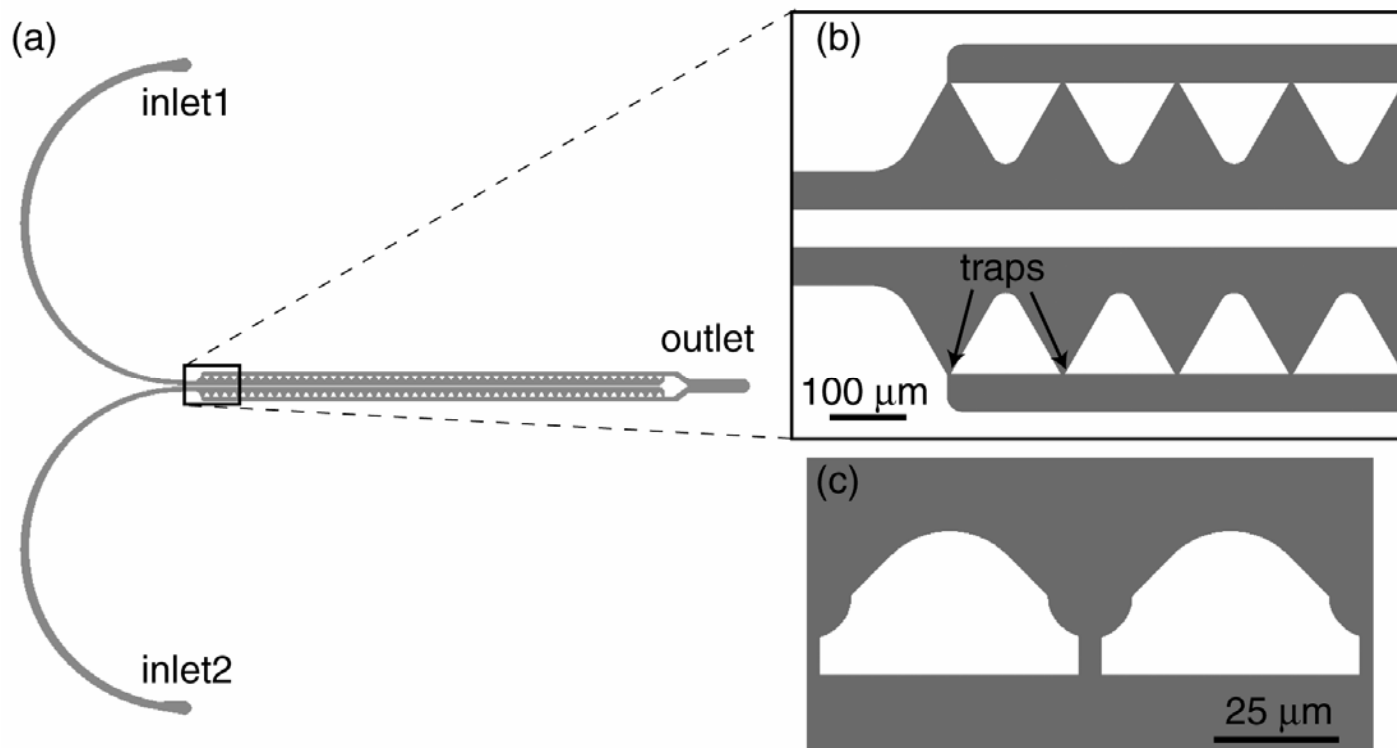 (a)
inlet1
outlet
inlet2
(b)
traps
100 μm
(c)
25 μm